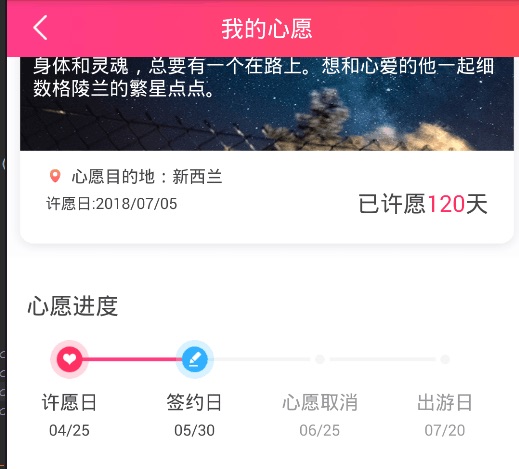 我的心愿
身体和灵魂，总要有一个在路上。想和心爱的他一起细
数格陵兰的繁星点点。
心愿目的地：新西兰
许愿日:2018/07/05
已许愿120天
心愿进度
许愿日 签约日 心愿取消 出游日
04/25 05/30 06/25 07/20